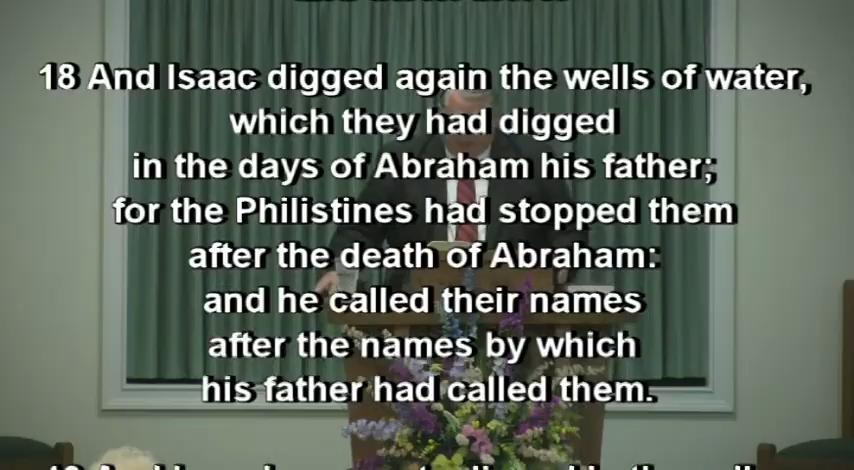 18 And Isaac digged again the wells of water,
which they had digged
in the days of Abraham his father;
for the Philistines had stopped them
after the death of Abraham:
and he called their names
after the names by which
his father had called them.